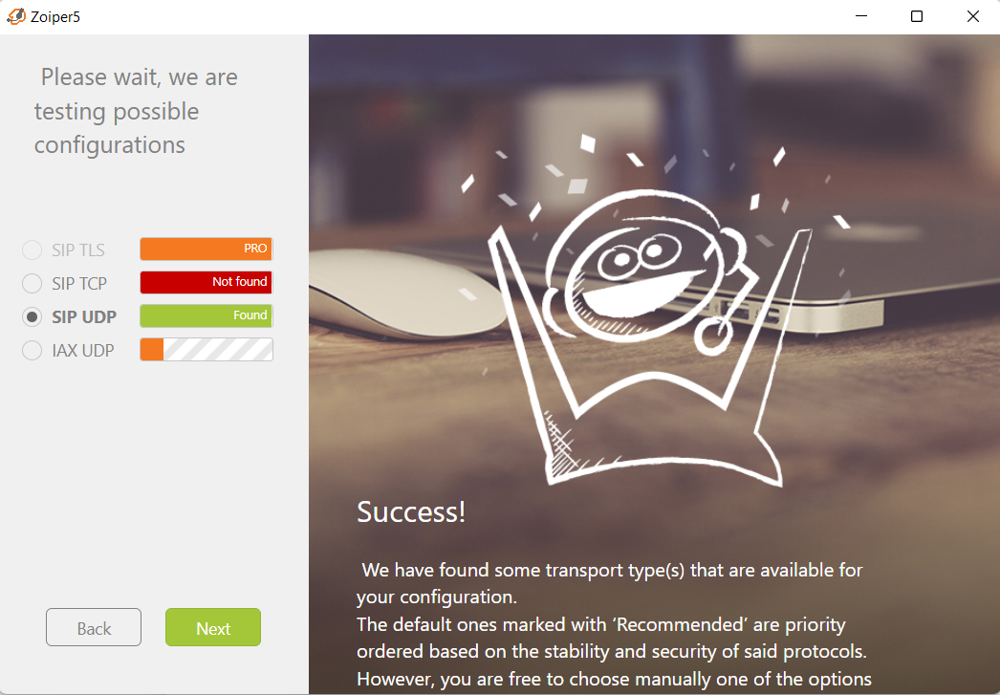 Zoiper5
Please wait, we are
testing possible
configurations
SIP TLS PRO
SIP TCP Not found
SIP UDP Found
IAX UDP
Back Next
Success!
We have found some transport type(s) that are available for
your configuration.
The default ones marked with ‘Recommended’ are priority
ordered based on the stability and security of said protocols.
However, you are free to choose manually one of the options